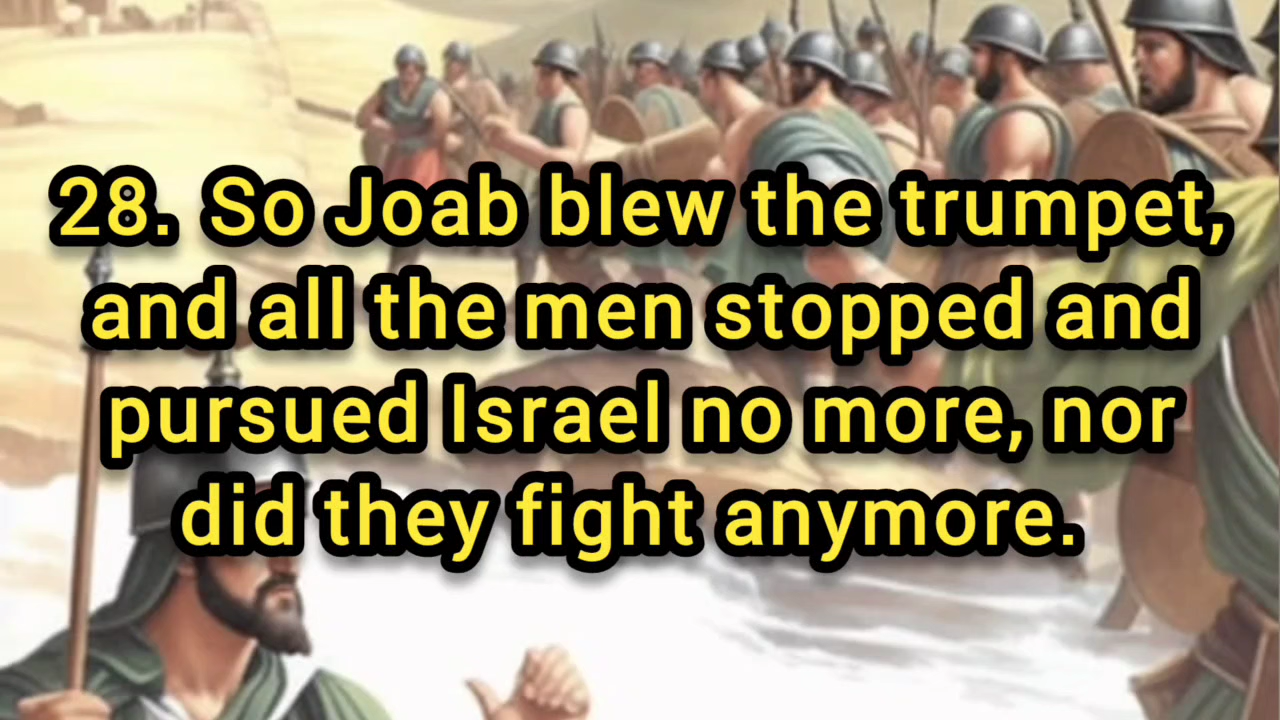 28. So Joab blew the trumpet,
and all the men stopped and
pursued Israel no more, nor
did they fight anymore.